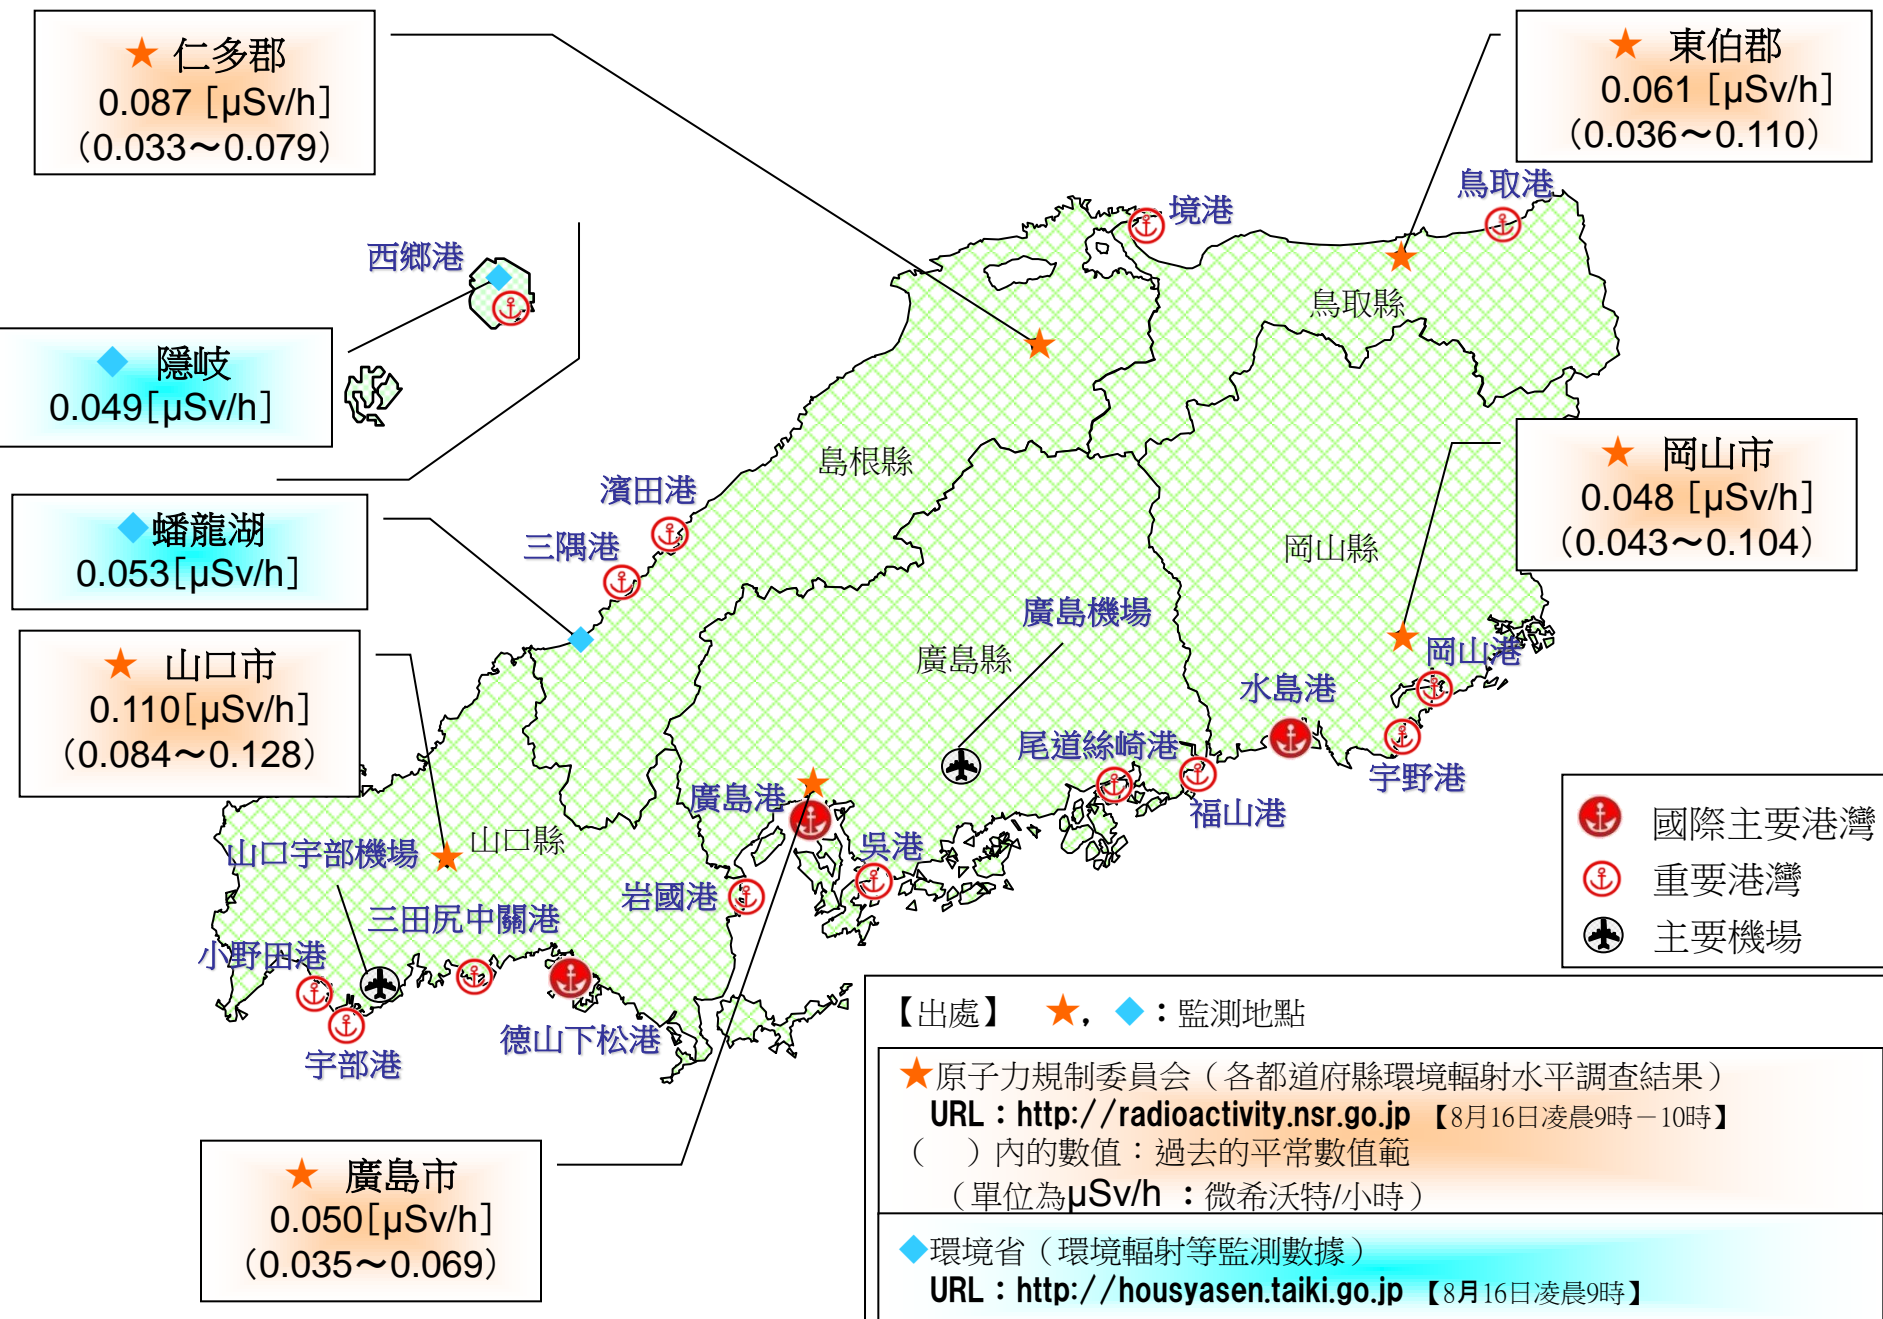 ★ 仁多郡
0.087 [μSv/h]
（0.033～0.079）
★ 東伯郡
0.061 [μSv/h]
（0.036～0.110）
鳥取港
境港
西鄉港
鳥取縣
◆ 隱岐
0.049[μSv/h]
島根縣
★ 岡山市
0.048 [μSv/h]
（0.043～0.104）
濱田港
◆蟠龍湖
0.053[μSv/h]
三隅港
岡山縣
廣島機場
廣島縣
岡山港
★ 山口市
0.110[μSv/h]
（0.084～0.128）
水島港
尾道絲崎港
宇野港
廣島港
福山港
山口縣
山口宇部機場
吳港
岩國港
三田尻中關港
小野田港
德山下松港
宇部港
國際主要港灣
重要港灣
主要機場
【出處】 ★，◆：監測地點
★原子力規制委員会（各都道府縣環境輻射水平調查結果）
URL：http://radioactivity.nsr.go.jp 【8月16日凌晨9時－10時】
（ ）內的數值：過去的平常數值範
（單位為μSv/h ：微希沃特/小時）
◆環境省（環境輻射等監測數據）
URL：http://housyasen.taiki.go.jp 【8月16日凌晨9時】
★ 廣島市
0.050[μSv/h]
（0.035～0.069）